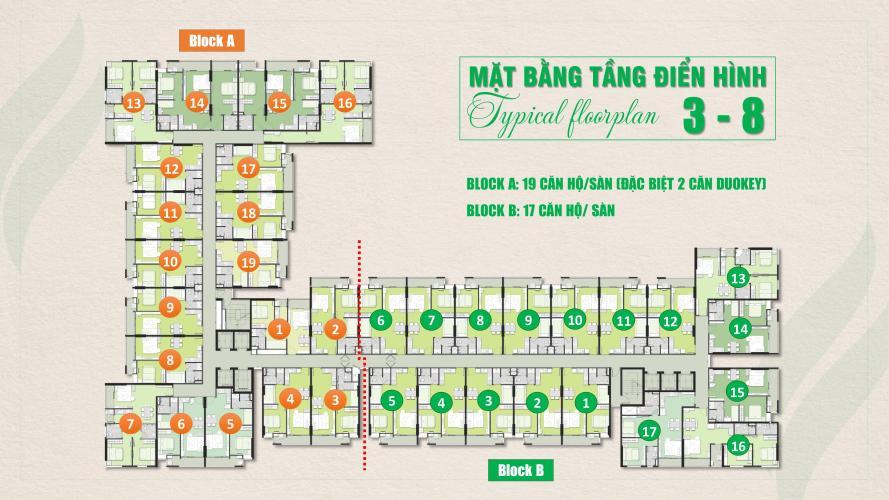 Block A
MẶT BẰNG TẦNG ĐIỂN HÌNH
Typical floorplan 3 - 8
BLOCK A: 19 CĂN HỘ/SÀN (ĐẶC BIỆT 2 CĂN DUOKEY)
BLOCK B: 17 CĂN HỘ/ SÀN
13 14 15 16
12 17
11 18
10 19
9
8
1 2
4 3
7 6 5
6 7 8 9 10 11 12
13
14
15
16
17
5 4 3 2 1
Block B